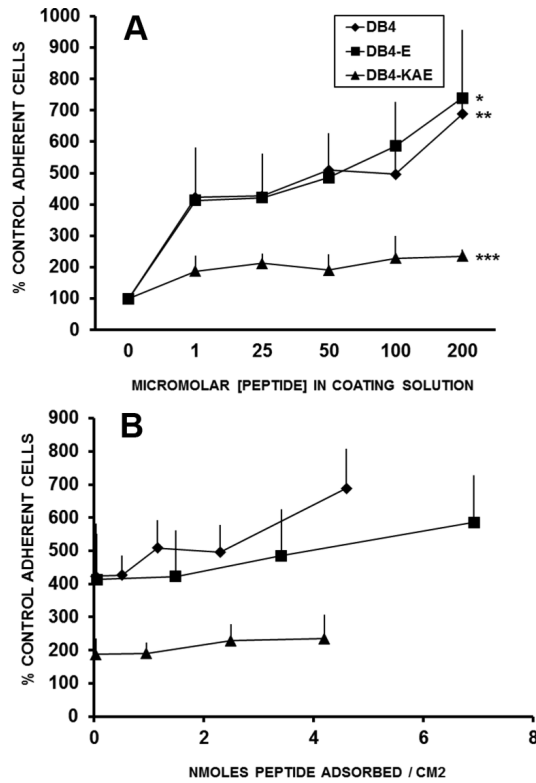 A
DB4
DB4-E
DB4-KAE
% CONTROL ADHERENT CELLS
1000
900
800
700
600
500
400
300
200
100
0
*
**
***
0 1 25 50 100 200
MICROMOLAR [PEPTIDE] IN COATING SOLUTION
B
% CONTROL ADHERENT CELLS
900
800
700
600
500
400
300
200
100
0
0 2 4 6 8
NMOLES PEPTIDE ADSORBED / CM2